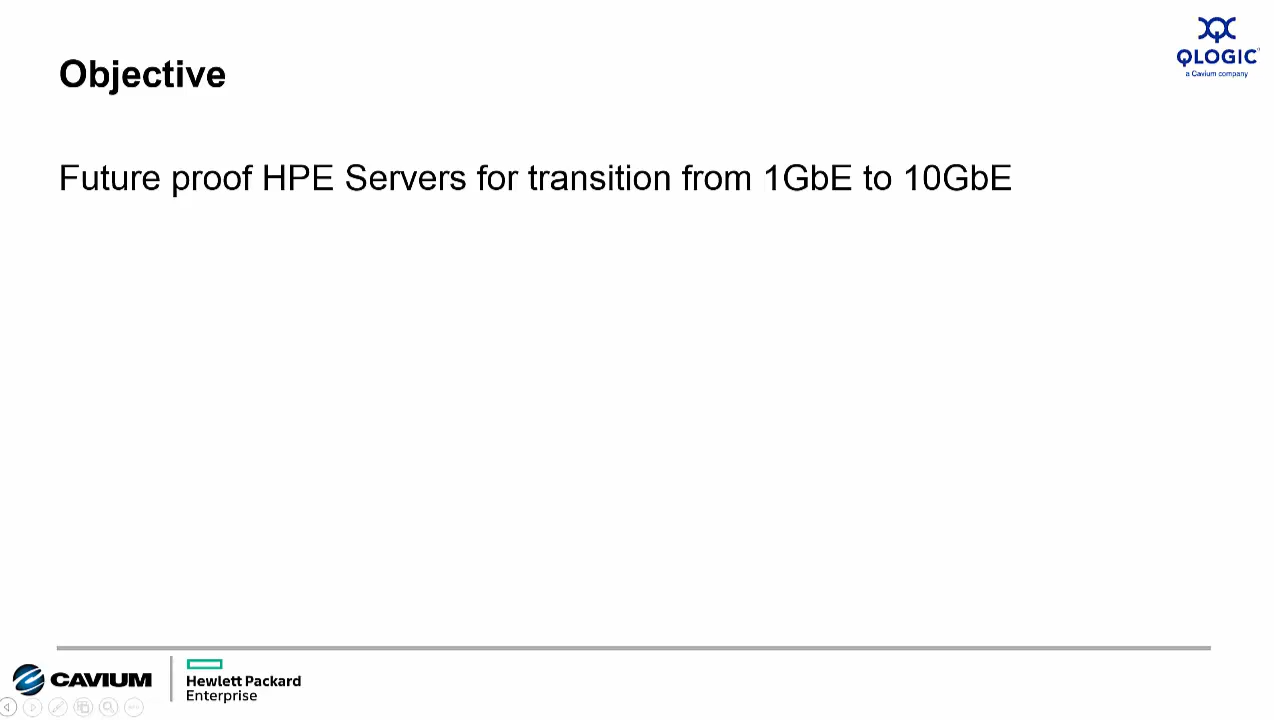 QLOGIC
a Cavium company
Objective
Future proof HPE Servers for transition from 1GbE to 10GbE
CAVIUM
Hewlett Packard
Enterprise